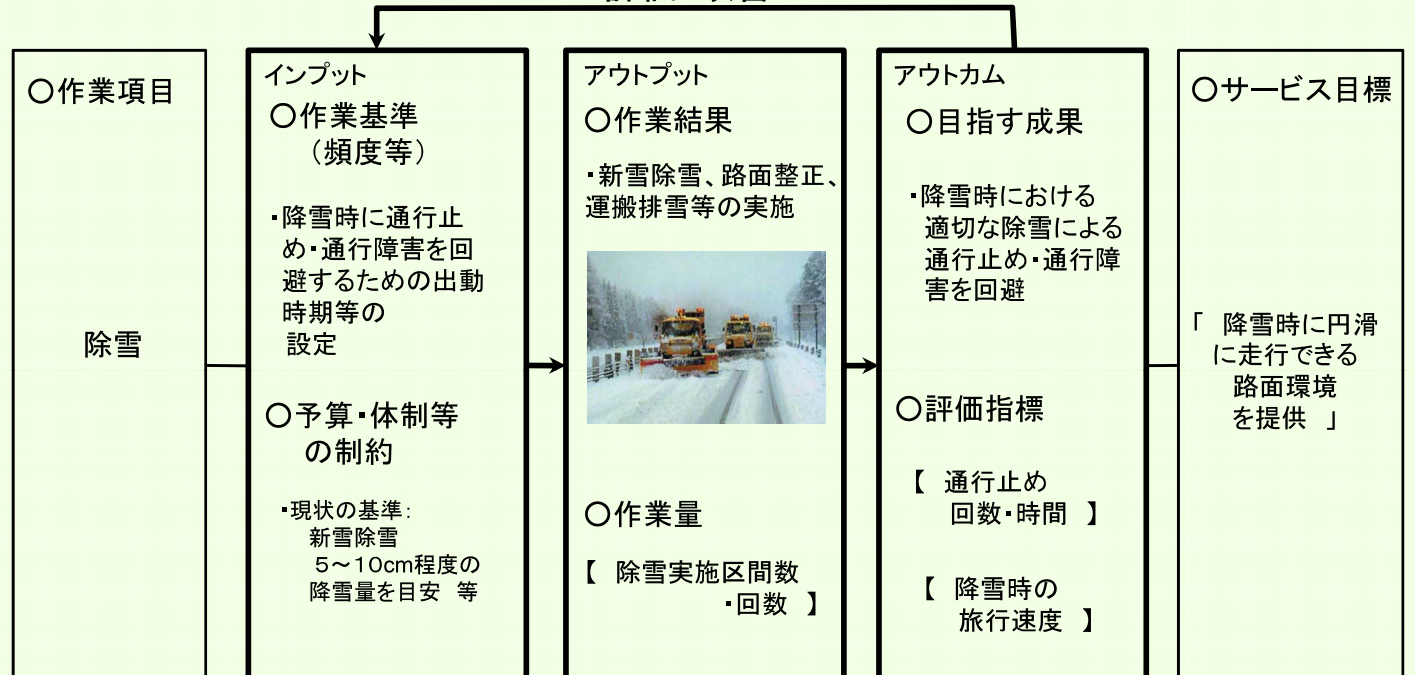 ○作業項目
除雪
インプット
○作業基準
（頻度等）
・降雪時に通行止
め・通行障害を回
避するための出動
時期等の
設定
○予算・体制等
の制約
・現状の基準：
新雪除雪
５～１０cm程度の
降雪量を目安　等
アウトプット
○作業結果
・新雪除雪、路面整正、
運搬排雪等の実施
○作業量
【　除雪実施区間数
・回数　】
アウトカム
○目指す成果
・降雪時における
適切な除雪による
通行止め・通行障
害を回避
○評価指標
【　通行止め
回数・時間　】
【　降雪時の
旅行速度　】
○サービス目標
「　降雪時に円滑
に走行できる
路面環境
を提供　」